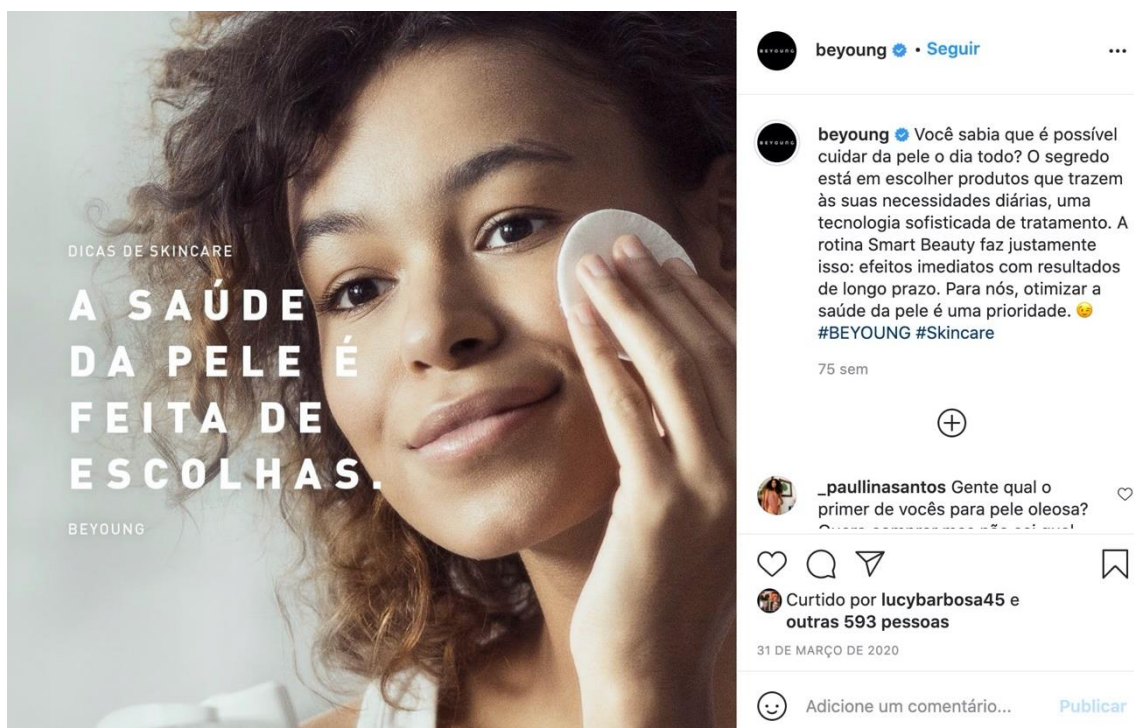 DICAS DE SKINCARE
A SAÚDE
DA PELE É
FEITA DE
ESCOLHAS.
BEYOUNG
BEYOUNG
beyoung • Seguir
BEYOUNG
beyoung Você sabia que é possível
cuidar da pele o dia todo? O segredo
está em escolher produtos que trazem
às suas necessidades diárias, uma
tecnologia sofisticada de tratamento. A
rotina Smart Beauty faz justamente
isso: efeitos imediatos com resultados
de longo prazo. Para nós, otimizar a
saúde da pele é uma prioridade. 😉
#BEYOUNG #Skincare
75 sem
_paullinasantos Gente qual o
primer de vocês para pele oleosa?
Curtido por lucybarbosa45 e
outras 593 pessoas
31 DE MARÇO DE 2020
Adicione um comentário... Publicar